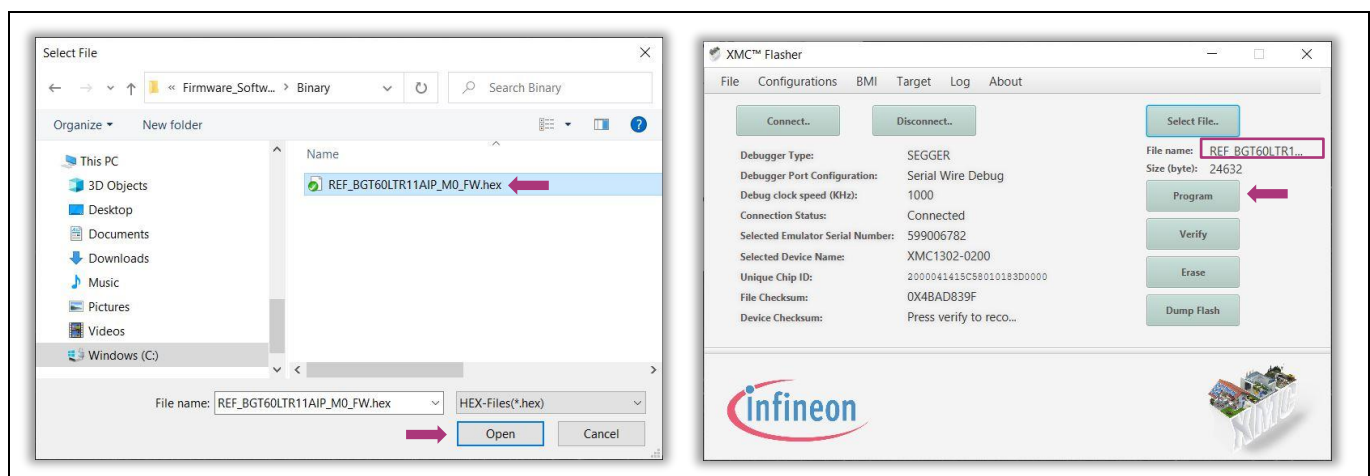 Select File
« Firmware_Softw... > Binary
Search Binary
Organize
New folder
This PC
3D Objects
Desktop
Documents
Downloads
Music
Pictures
Videos
Windows (C:)
Name
REF_BGT60LTR11AIP_M0_FW.hex
File name: REF_BGT60LTR11AIP_M0_FW.hex
HEX-Files(*.hex)
Open
Cancel
XMC™ Flasher
File Configurations BMI Target Log About
Connect..
Disconnect..
Select File..
File name: REF_BGT60LTR1...
Size (byte): 24632
Program
Verify
Erase
Dump Flash
Debugger Type: SEGGER
Debugger Port Configuration: Serial Wire Debug
Debug clock speed (KHz): 1000
Connection Status: Connected
Selected Emulator Serial Number: 599006782
Selected Device Name: XMC1302-0200
Unique Chip ID: 2000041415C58010183D0000
File Checksum: 0X4BAD839F
Device Checksum: Press verify to reco...
infineon
XMC